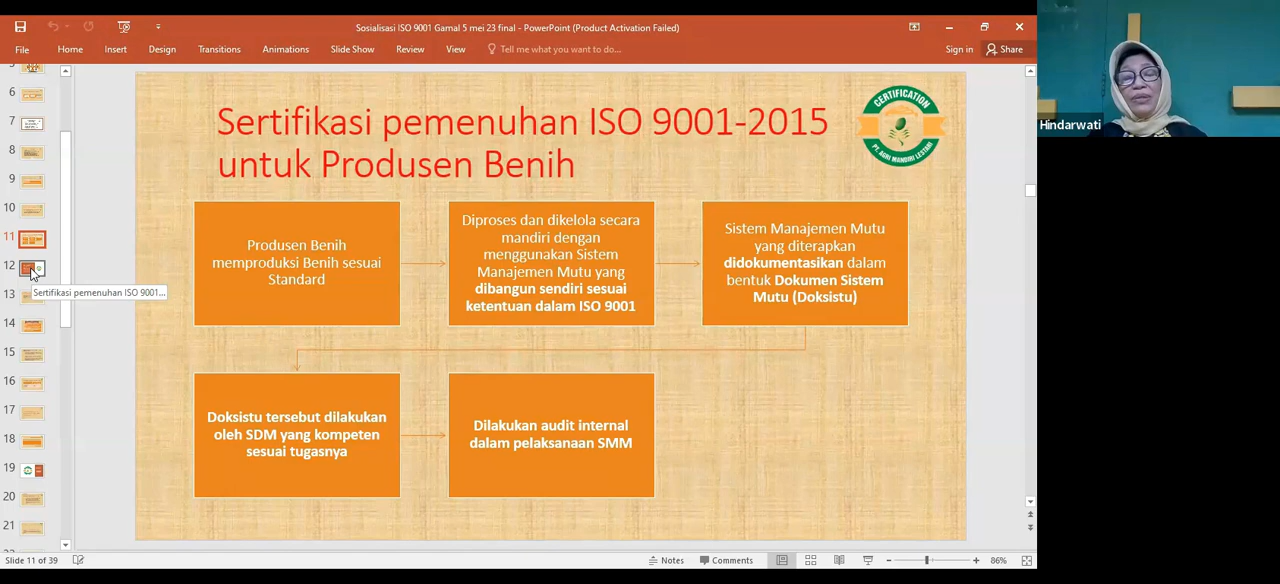 Sosialisasi ISO 9001 Gamal 5 mei 23 final - PowerPoint (Product Activation Failed)
File Home Insert Design Transitions Animations Slide Show Review View Tell me what you want to do... Sign in Share
Hindarwati
Sertifikasi pemenuhan ISO 9001-2015
untuk Produsen Benih
CERTIFICATION
PT. AGRI MANDIRI LESTARI
Produsen Benih
memproduksi Benih sesuai
Standard
Diproses dan dikelola secara
mandiri dengan
menggunakan Sistem
Manajemen Mutu yang
dibangun sendiri sesuai
ketentuan dalam ISO 9001
Sistem Manajemen Mutu
yang diterapkan
didokumentasikan dalam
bentuk Dokumen Sistem
Mutu (Doksistu)
Doksistu tersebut dilakukan
oleh SDM yang kompeten
sesuai tugasnya
Dilakukan audit internal
dalam pelaksanaan SMM
6
7
8
9
10
11
12
Sertifikasi pemenuhan ISO 9001...
13
14
15
16
17
18
19
20
21
Slide 11 of 39
Notes Comments 86%